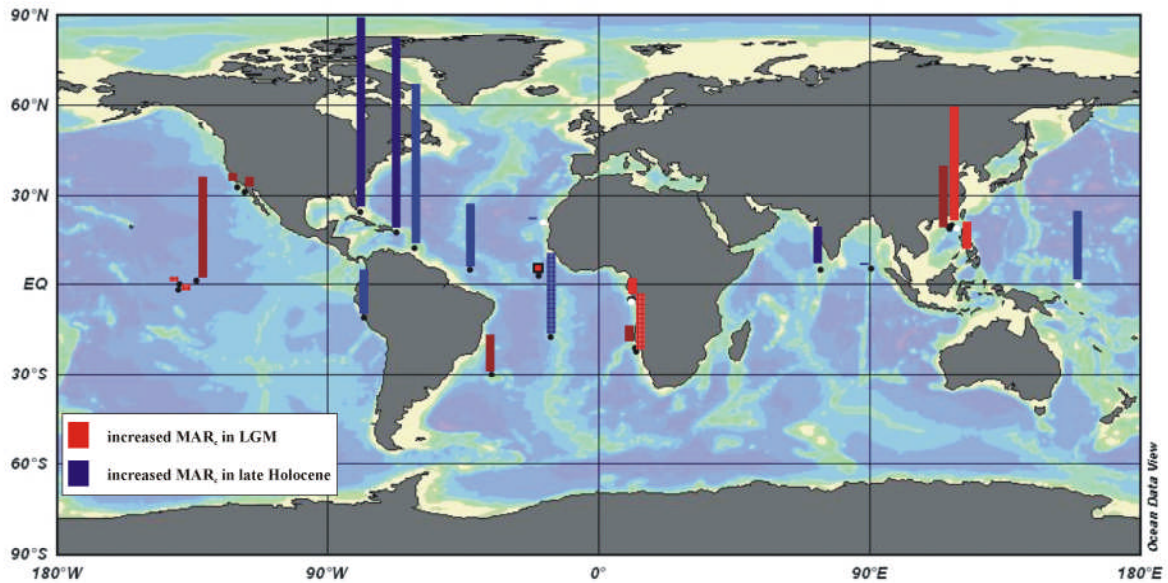 90°N
60°N
30°N
EQ
30°S
60°S
90°S
increased MARc in LGM
increased MARc in late Holocene
180°W
90°W
0°
90°E
180°E
Ocean Data View